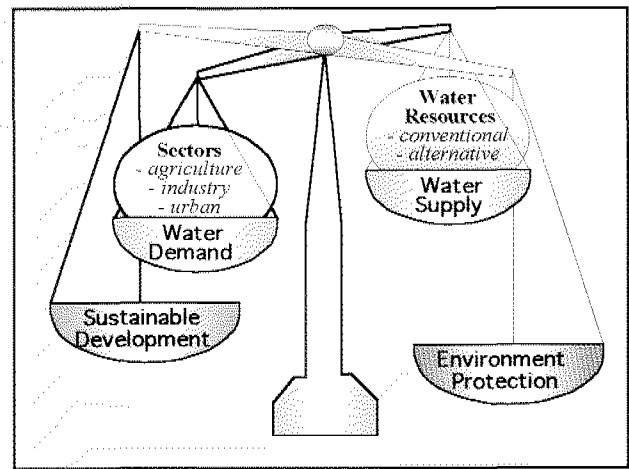 Sectors
- agriculture
- industry
- urban
Water
Demand
Water
Resources
- conventional
- alternative
Water
Supply
Sustainable
Development
Environment
Protection